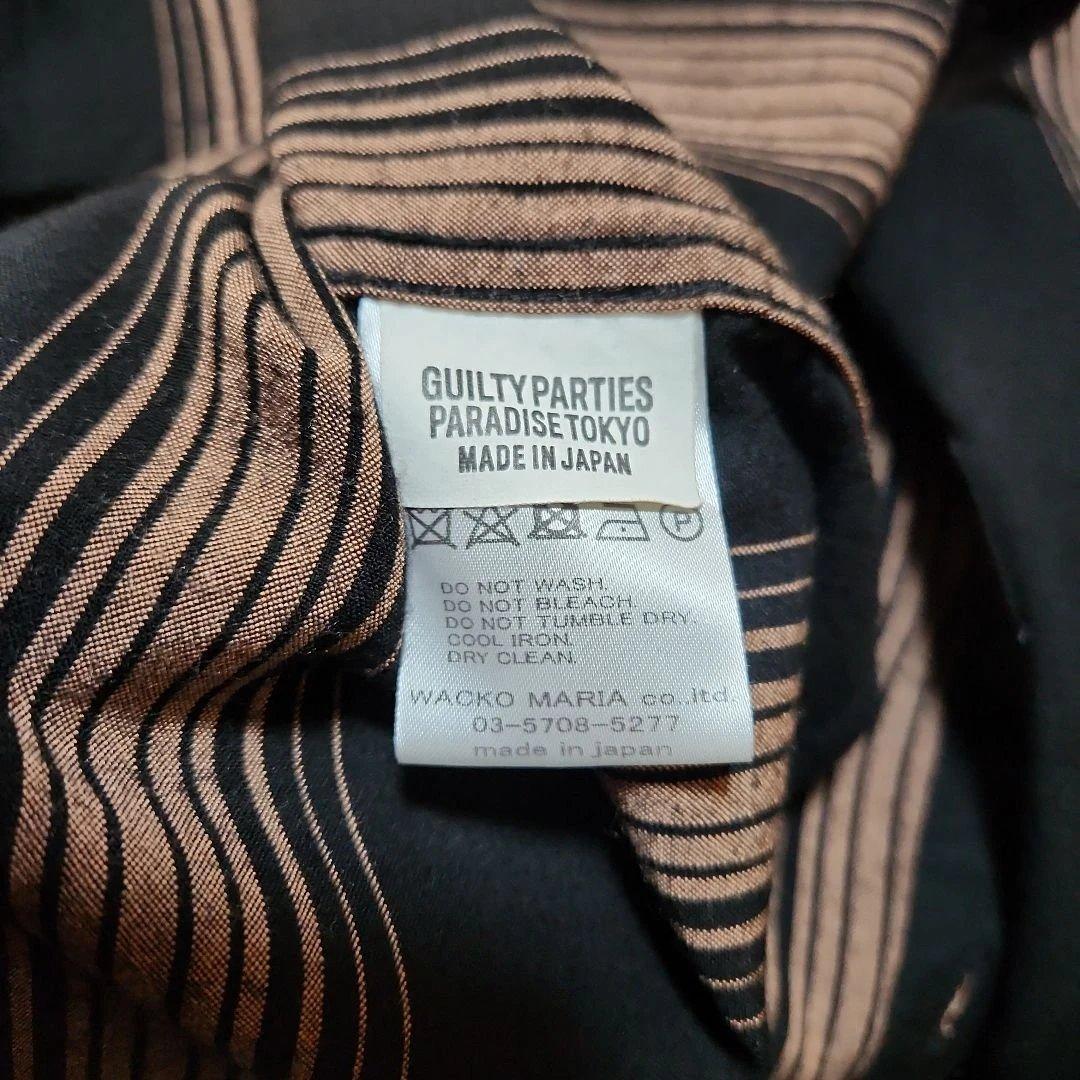 GUILTY PARTIES
PARADISE TOKYO
MADE IN JAPAN
P
DO NOT WASH.
DO NOT BLEACH.
DO NOT TUMBLE DRY.
COOL IRON.
DRY CLEAN.
WACKO MARIA co.,ltd
03-5708-5277
made in japan